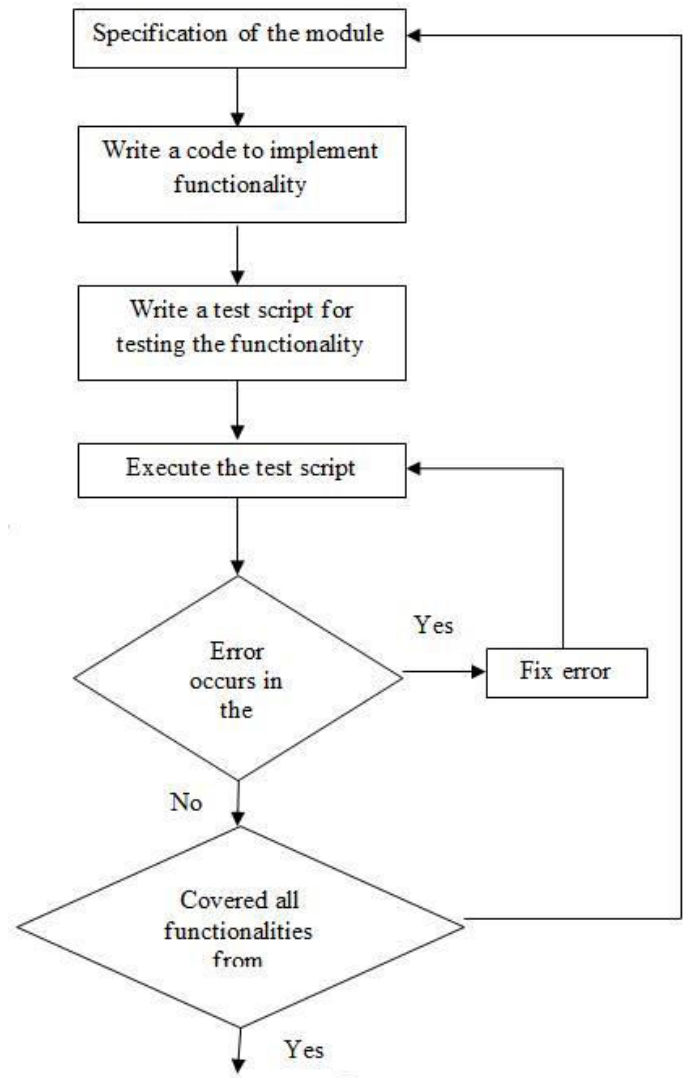 Specification of the module
Write a code to implement
functionality
Write a test script for
testing the functionality
Execute the test script
Error
occurs in
the
Yes
Fix error
No
Covered all
functionalities
from
Yes